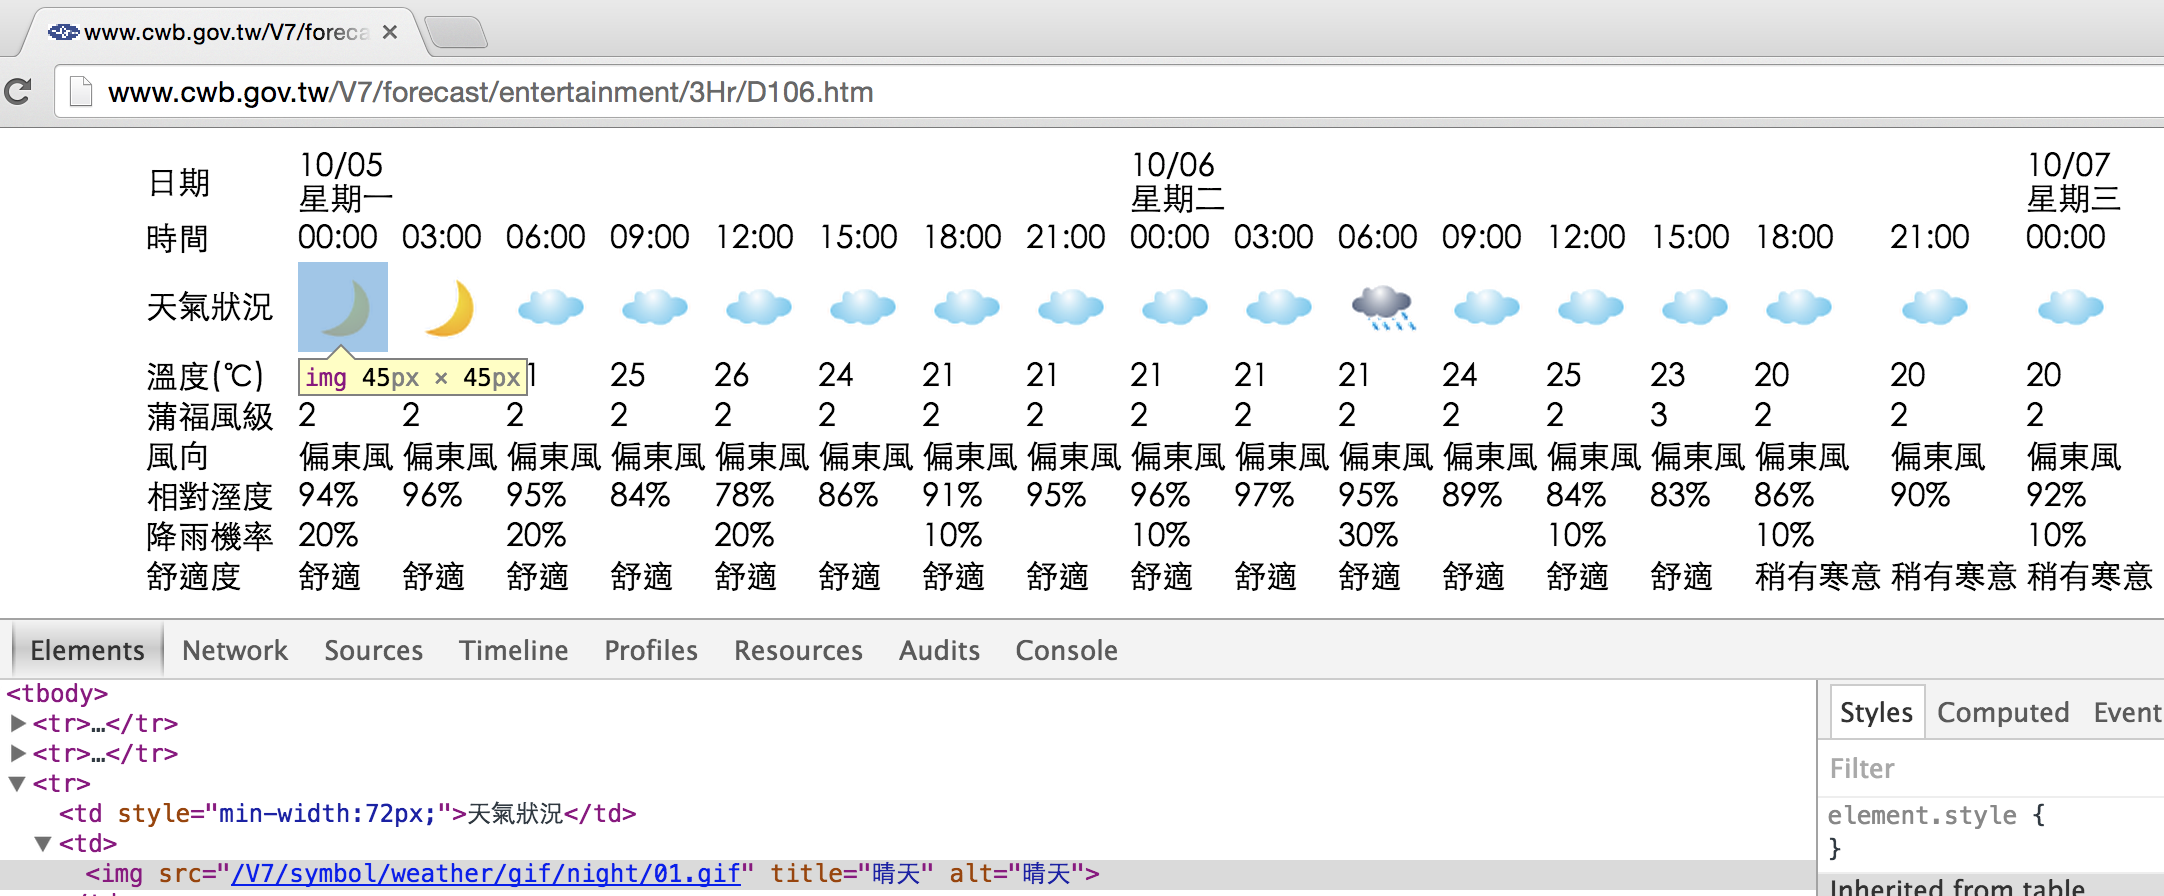 www.cwb.gov.tw/V7/foreca
www.cwb.gov.tw/V7/forecast/entertainment/3Hr/D106.htm
日期 10/05 星期一 10/06 星期二 10/07 星期三
時間 00:00 03:00 06:00 09:00 12:00 15:00 18:00 21:00 00:00 03:00 06:00 09:00 12:00 15:00 18:00 21:00 00:00
天氣狀況
溫度(℃) img 45px × 45px 1 25 26 24 21 21 21 21 21 24 25 23 20 20 20
蒲福風級 2 2 2 2 2 2 2 2 2 2 2 2 2 3 2 2 2
風向 偏東風 偏東風 偏東風 偏東風 偏東風 偏東風 偏東風 偏東風 偏東風 偏東風 偏東風 偏東風 偏東風 偏東風 偏東風 偏東風 偏東風
相對溼度 94% 96% 95% 84% 78% 86% 91% 95% 96% 97% 95% 89% 84% 83% 86% 90% 92%
降雨機率 20% 20% 20% 10% 10% 30% 10% 10% 10%
舒適度 舒適 舒適 舒適 舒適 舒適 舒適 舒適 舒適 舒適 舒適 舒適 舒適 舒適 舒適 稍有寒意 稍有寒意 稍有寒意
Elements Network Sources Timeline Profiles Resources Audits Console
<tbody>
<tr>…</tr>
<tr>…</tr>
<tr>
<td style="min-width:72px;">天氣狀況</td>
<td>
<img src="/V7/symbol/weather/gif/night/01.gif" title="晴天" alt="晴天">
Styles Computed Event
Filter
element.style {
}
Inherited from table